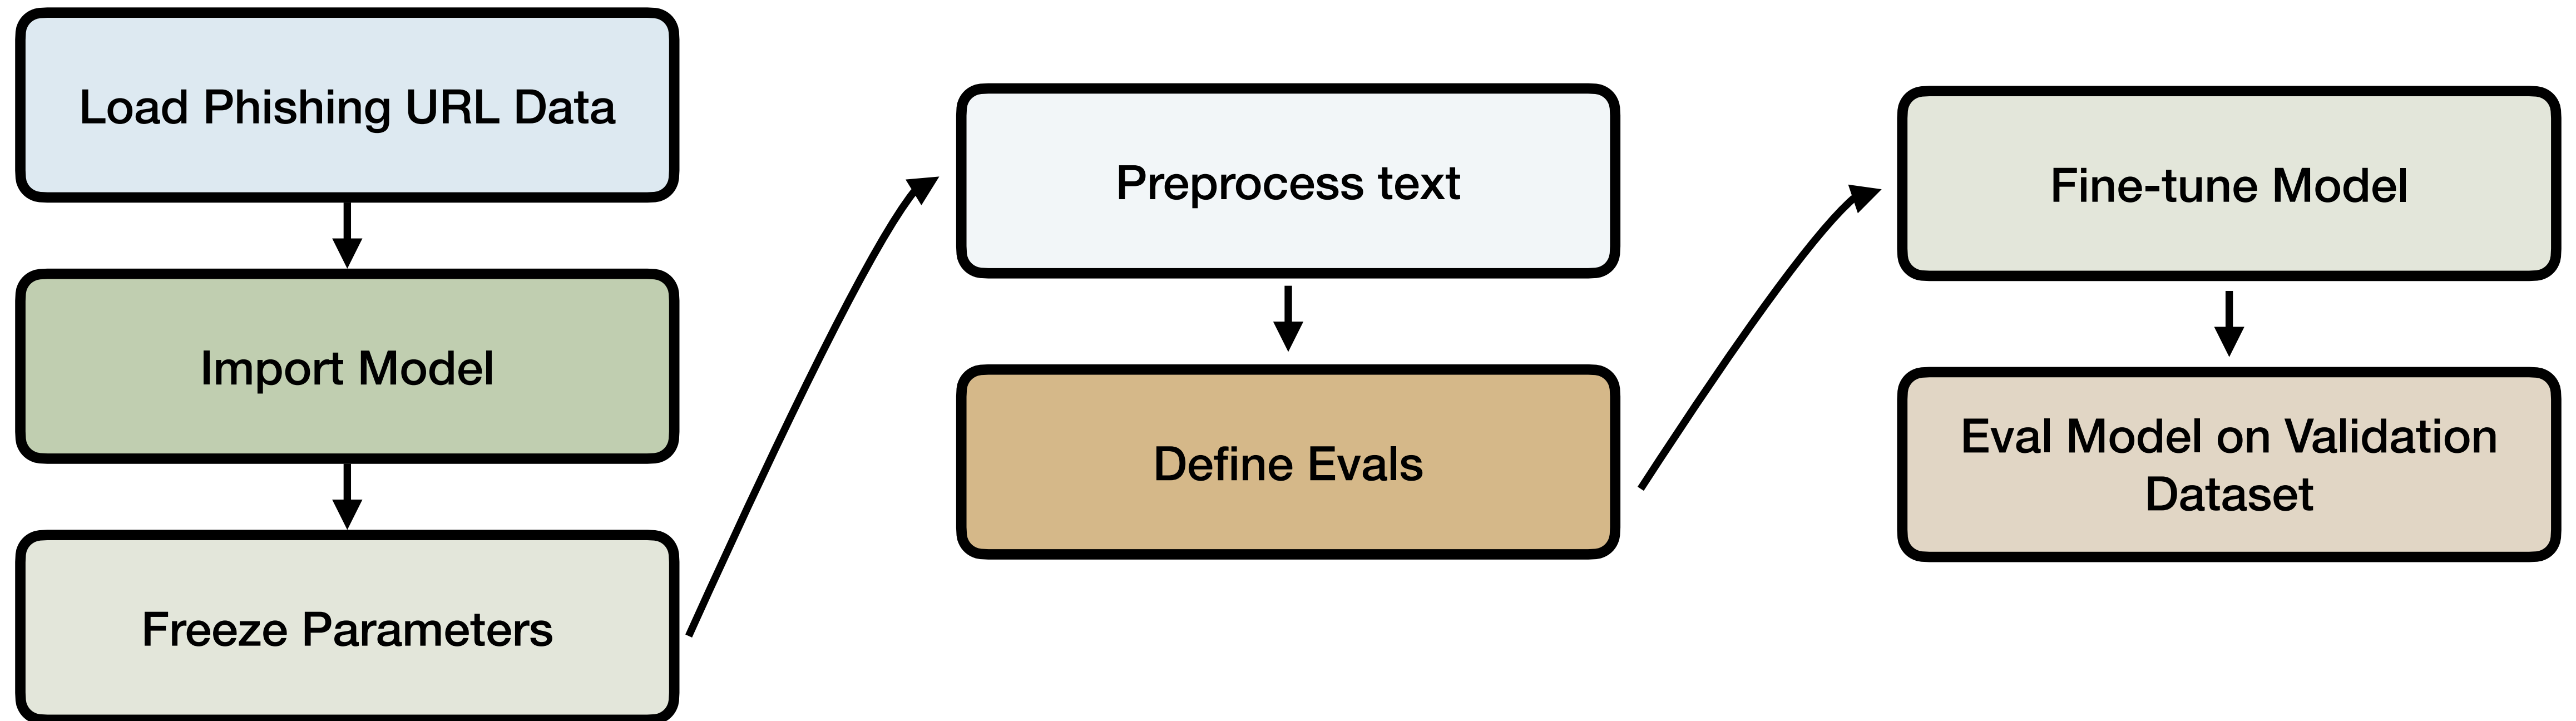 Load Phishing URL Data
Import Model
Freeze Parameters
Preprocess text
Define Evals
Fine-tune Model
Eval Model on Validation
Dataset